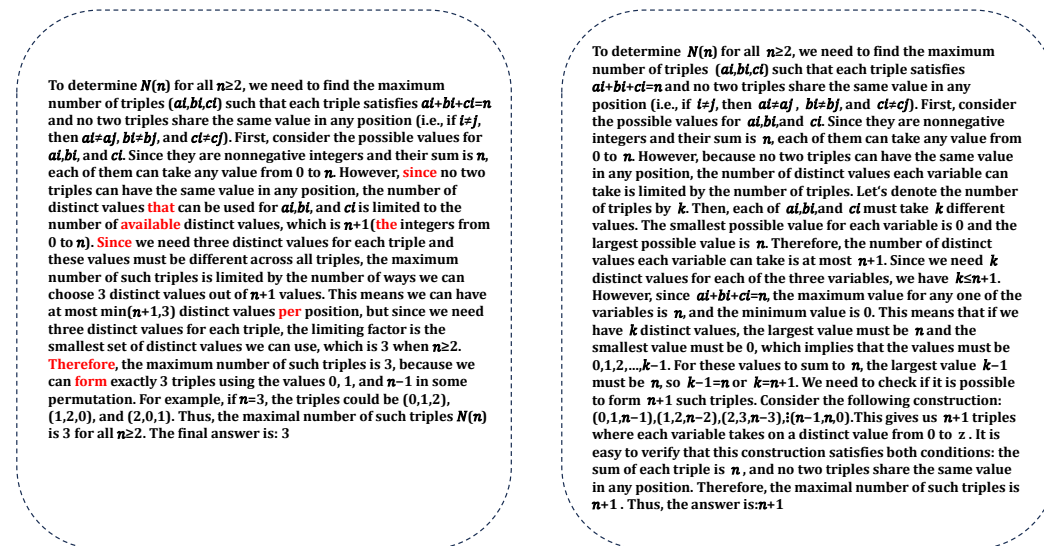 To determine N(n) for all n≥2, we need to find the maximum
number of triples (ai,bi,ci) such that each triple satisfies ai+bi+ci=n
and no two triples share the same value in any position (i.e., if i≠j,
then ai≠aj, bi≠bj, and ci≠cj). First, consider the possible values for
ai,bi, and ci. Since they are nonnegative integers and their sum is n,
each of them can take any value from 0 to n. However, since no two
triples can have the same value in any position, the number of
distinct values that can be used for ai,bi, and ci is limited to the
number of available distinct values, which is n+1(the integers from
0 to n). Since we need three distinct values for each triple and
these values must be different across all triples, the maximum
number of such triples is limited by the number of ways we can
choose 3 distinct values out of n+1 values. This means we can have
at most min(n+1,3) distinct values per position, but since we need
three distinct values for each triple, the limiting factor is the
smallest set of distinct values we can use, which is 3 when n≥2.
Therefore, the maximum number of such triples is 3, because we
can form exactly 3 triples using the values 0, 1, and n−1 in some
permutation. For example, if n=3, the triples could be (0,1,2),
(1,2,0), and (2,0,1). Thus, the maximal number of such triples N(n)
is 3 for all n≥2. The final answer is: 3
To determine N(n) for all n≥2, we need to find the maximum
number of triples (ai,bi,ci) such that each triple satisfies
ai+bi+ci=n and no two triples share the same value in any
position (i.e., if i≠j, then ai≠aj , bi≠bj, and ci≠cj). First, consider
the possible values for ai,bi, and ci. Since they are nonnegative
integers and their sum is n, each of them can take any value from
0 to n. However, because no two triples can have the same value
in any position, the number of distinct values each variable can
take is limited by the number of triples. Let's denote the number
of triples by k. Then, each of ai,bi,and ci must take k different
values. The smallest possible value for each variable is 0 and the
largest possible value is n. Therefore, the number of distinct
values each variable can take is at most n+1. Since we need k
distinct values for each of the three variables, we have k≤n+1.
However, since ai+bi+ci=n, the maximum value for any one of the
variables is n, and the minimum value is 0. This means that if we
have k distinct values, the largest value must be n and the
smallest value must be 0, which implies that the values must be
0,1,2,...,k−1. For these values to sum to n, the largest value k−1
must be n, so k−1=n or k=n+1. We need to check if it is possible
to form n+1 such triples. Consider the following construction:
(0,1,n−1),(1,2,n−2),(2,3,n−3),⋮(n−1,n,0).This gives us n+1 triples
where each variable takes on a distinct value from 0 to z . It is
easy to verify that this construction satisfies both conditions: the
sum of each triple is n , and no two triples share the same value
in any position. Therefore, the maximal number of such triples is
n+1 . Thus, the answer is:n+1